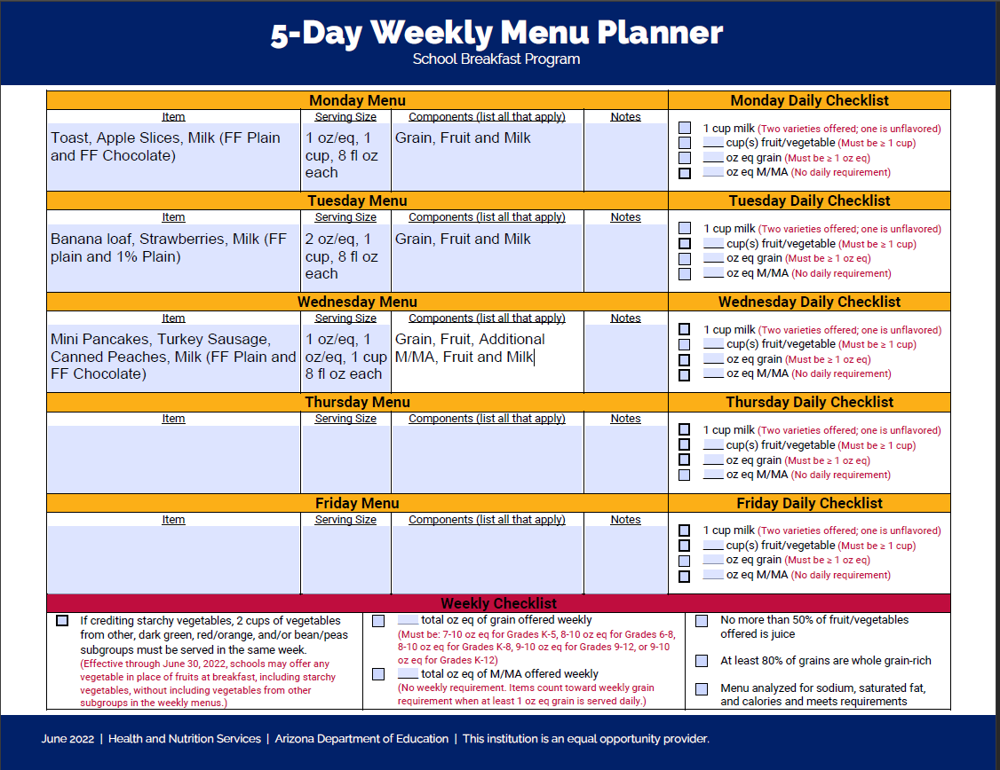 5-Day Weekly Menu Planner
School Breakfast Program
Monday Menu
Monday Daily Checklist
Item
Serving Size
Components (list all that apply)
Notes
Toast, Apple Slices, Milk (FF Plain
and FF Chocolate)
1 oz/eq, 1
cup, 8 fl oz
each
Grain, Fruit and Milk
1 cup milk (Two varieties offered; one is unflavored)
___ cup(s) fruit/vegetable (Must be ≥ 1 cup)
___ oz eq grain (Must be ≥ 1 oz eq)
___ oz eq M/MA (No daily requirement)
Tuesday Menu
Tuesday Daily Checklist
Item
Serving Size
Components (list all that apply)
Notes
Banana loaf, Strawberries, Milk (FF
plain and 1% Plain)
2 oz/eq, 1
cup, 8 fl oz
each
Grain, Fruit and Milk
1 cup milk (Two varieties offered; one is unflavored)
___ cup(s) fruit/vegetable (Must be ≥ 1 cup)
___ oz eq grain (Must be ≥ 1 oz eq)
___ oz eq M/MA (No daily requirement)
Wednesday Menu
Wednesday Daily Checklist
Item
Serving Size
Components (list all that apply)
Notes
Mini Pancakes, Turkey Sausage,
Canned Peaches, Milk (FF Plain and
FF Chocolate)
1 oz/eq, 1
oz/eq, 1 cup
8 fl oz each
Grain, Fruit, Additional
M/MA, Fruit and Milk
1 cup milk (Two varieties offered; one is unflavored)
___ cup(s) fruit/vegetable (Must be ≥ 1 cup)
___ oz eq grain (Must be ≥ 1 oz eq)
___ oz eq M/MA (No daily requirement)
Thursday Menu
Thursday Daily Checklist
Item
Serving Size
Components (list all that apply)
Notes
1 cup milk (Two varieties offered; one is unflavored)
___ cup(s) fruit/vegetable (Must be ≥ 1 cup)
___ oz eq grain (Must be ≥ 1 oz eq)
___ oz eq M/MA (No daily requirement)
Friday Menu
Friday Daily Checklist
Item
Serving Size
Components (list all that apply)
Notes
1 cup milk (Two varieties offered; one is unflavored)
___ cup(s) fruit/vegetable (Must be ≥ 1 cup)
___ oz eq grain (Must be ≥ 1 oz eq)
___ oz eq M/MA (No daily requirement)
Weekly Checklist
If crediting starchy vegetables, 2 cups of vegetables
from other, dark green, red/orange, and/or bean/peas
subgroups must be served in the same week.
(Effective through June 30, 2022, schools may offer any
vegetable in place of fruits at breakfast, including starchy
vegetables, without including vegetables from other
subgroups in the weekly menus.)
___ total oz eq of grain offered weekly
(Must be: 7-10 oz eq for Grades K-5, 8-10 oz eq for Grades 6-8,
8-10 oz eq for Grades K-8, 9-10 oz eq for Grades 9-12, or 9-10
oz eq for Grades K-12)
___ total oz eq of M/MA offered weekly
(No weekly requirement. Items count toward weekly grain
requirement when at least 1 oz eq grain is served daily.)
No more than 50% of fruit/vegetables
offered is juice
At least 80% of grains are whole grain-rich
Menu analyzed for sodium, saturated fat,
and calories and meets requirements
June 2022 | Health and Nutrition Services | Arizona Department of Education | This institution is an equal opportunity provider.